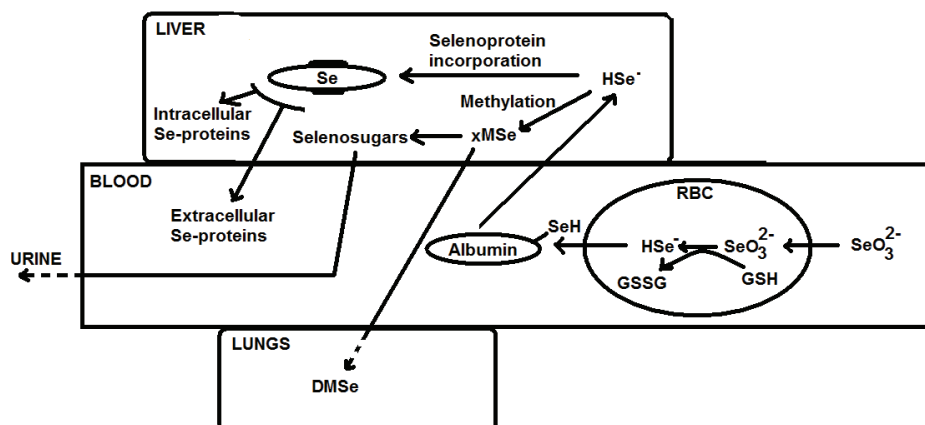 LIVER
Selenoprotein
incorporation
Se
HSe⁻
Methylation
Intracellular
Se-proteins
Selenosugars
xMSe
BLOOD
RBC
Extracellular
Se-proteins
SeH
Albumin
HSe⁻
SeO₃²⁻
SeO₃²⁻
URINE
GSSG
GSH
LUNGS
DMSe